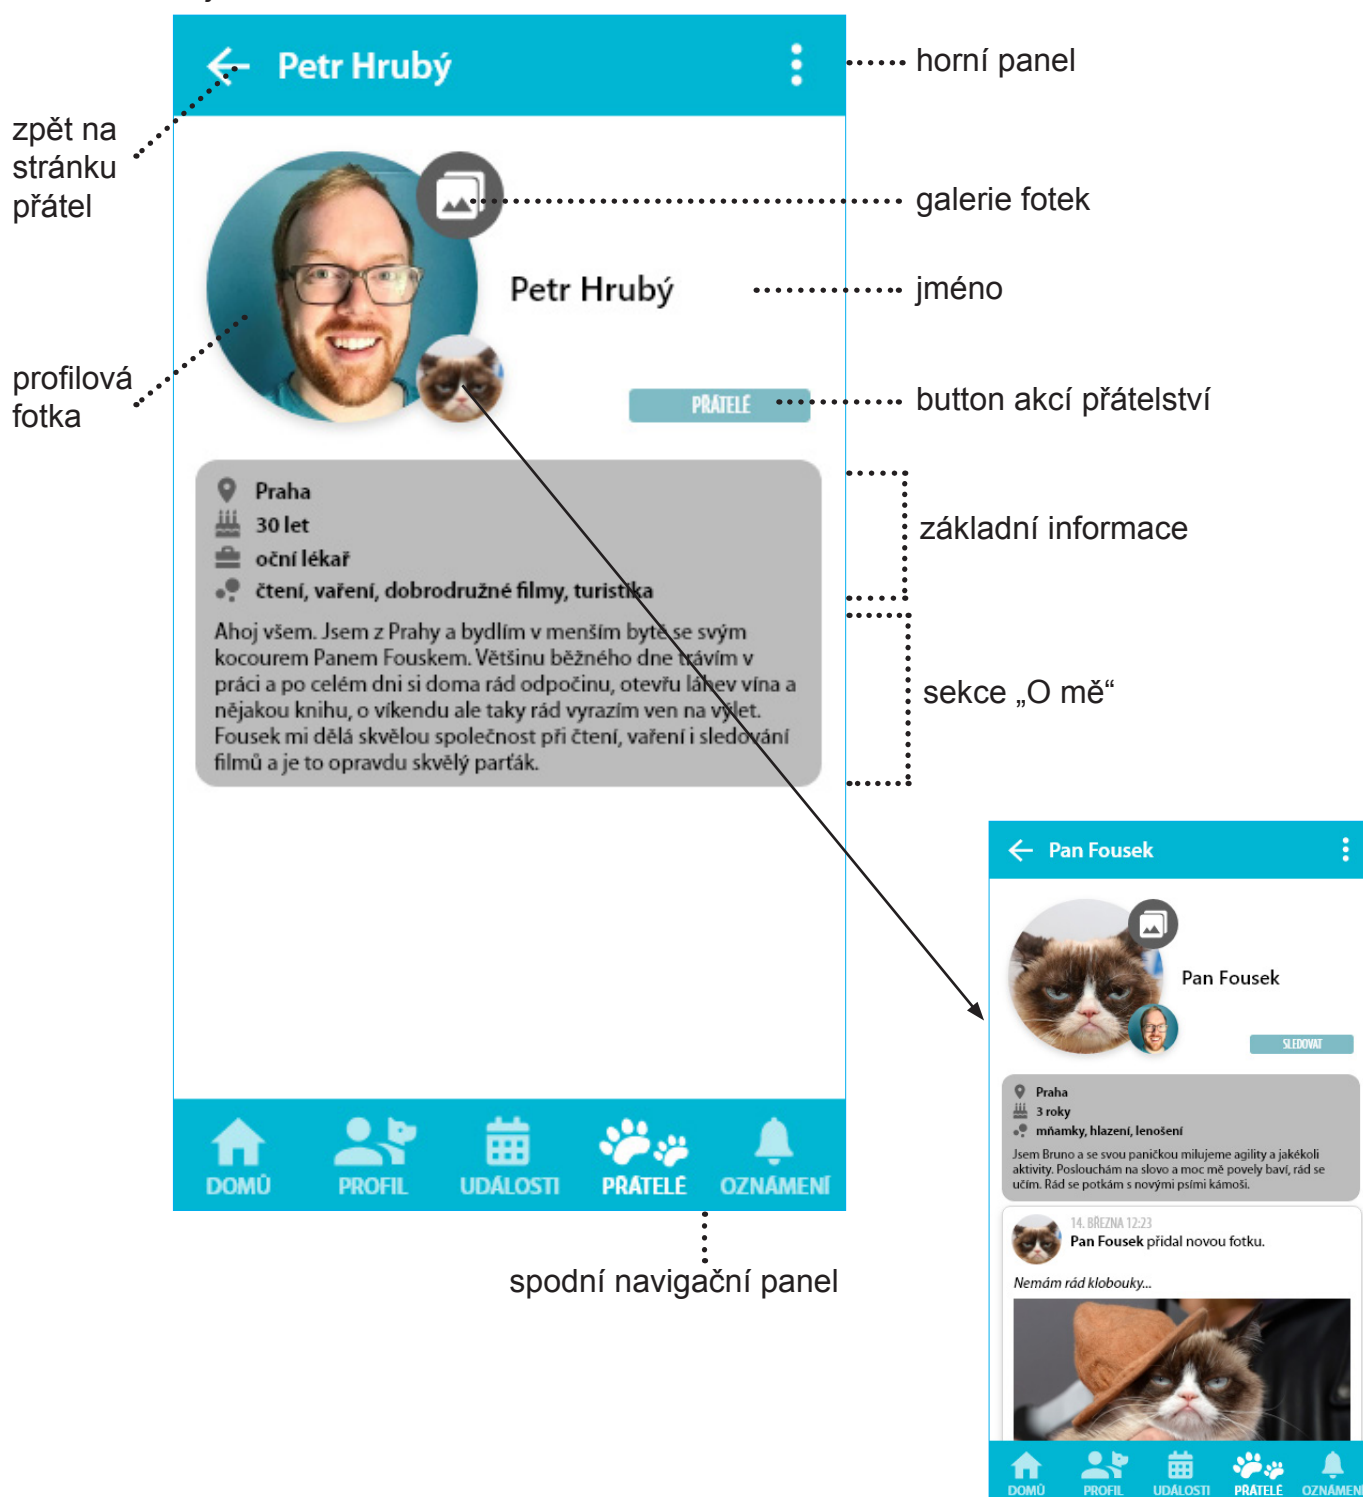 Petr Hrubý
horní panel
zpět na
stránku
přátel
galerie fotek
Petr Hrubý
jméno
profilová
fotka
PŘÁTELÉ
button akcí přátelství
Praha
30 let
oční lékař
čtení, vaření, dobrodružné filmy, turistika
základní informace
Ahoj všem. Jsem z Prahy a bydlím v menším bytě se svým
kocourem Panem Fouskem. Většinu běžného dne trávím v
práci a po celém dni si doma rád odpočinu, otevřu láhev vína a
nějakou knihu, o víkendu ale taky rád vyrazím ven na výlet.
Fousek mi dělá skvělou společnost při čtení, vaření i sledování
filmů a je to opravdu skvělý parťák.
sekce „O mě“
DOMŮ
PROFIL
UDÁLOSTI
PŘÁTELÉ
OZNÁMENÍ
spodní navigační panel
Pan Fousek
Pan Fousek
SLEDOVAT
Praha
3 roky
mňamky, hlazení, lenošení
Jsem Bruno a se svou paničkou milujeme agility a jakékoli
aktivity. Poslouchám na slovo a moc mě povely baví, rád se
učím. Rád se potkám s novými psími kámoši.
14. BŘEZNA 12:23
Pan Fousek přidal novou fotku.
Nemám rád klobouky...
DOMŮ
PROFIL
UDÁLOSTI
PŘÁTELÉ
OZNÁMENÍ